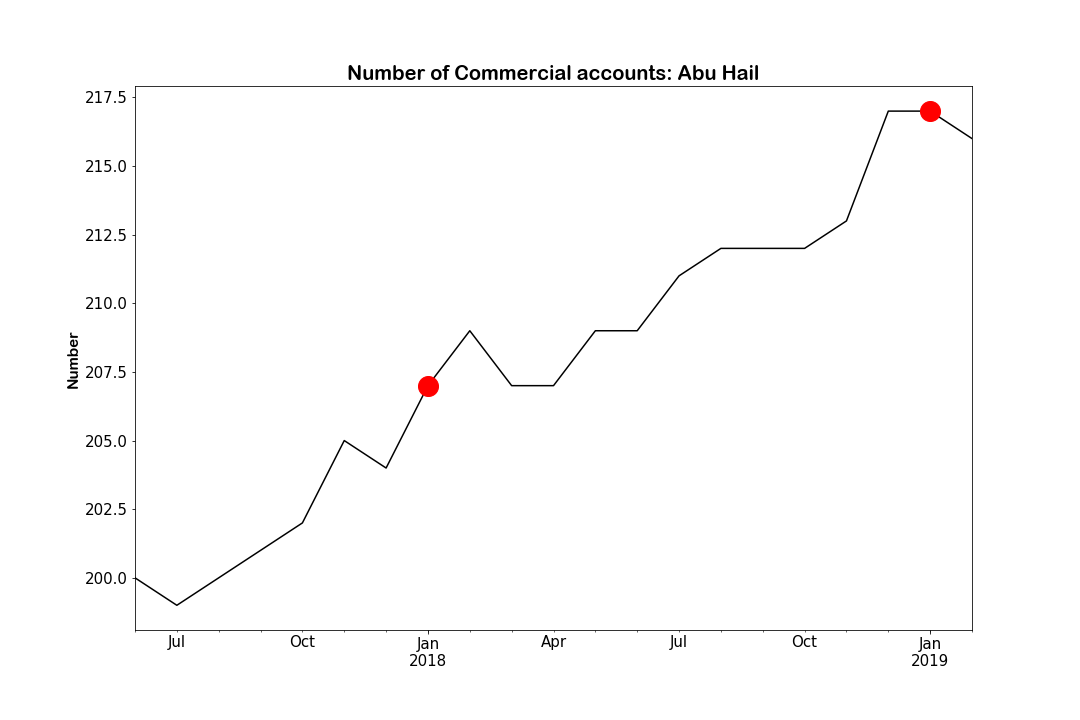 Number of Commercial accounts: Abu Hail
217.5
215.0
212.5
210.0
207.5
205.0
202.5
200.0
Number
Jul
Oct
Jan
2018
Apr
Jul
Oct
Jan
2019